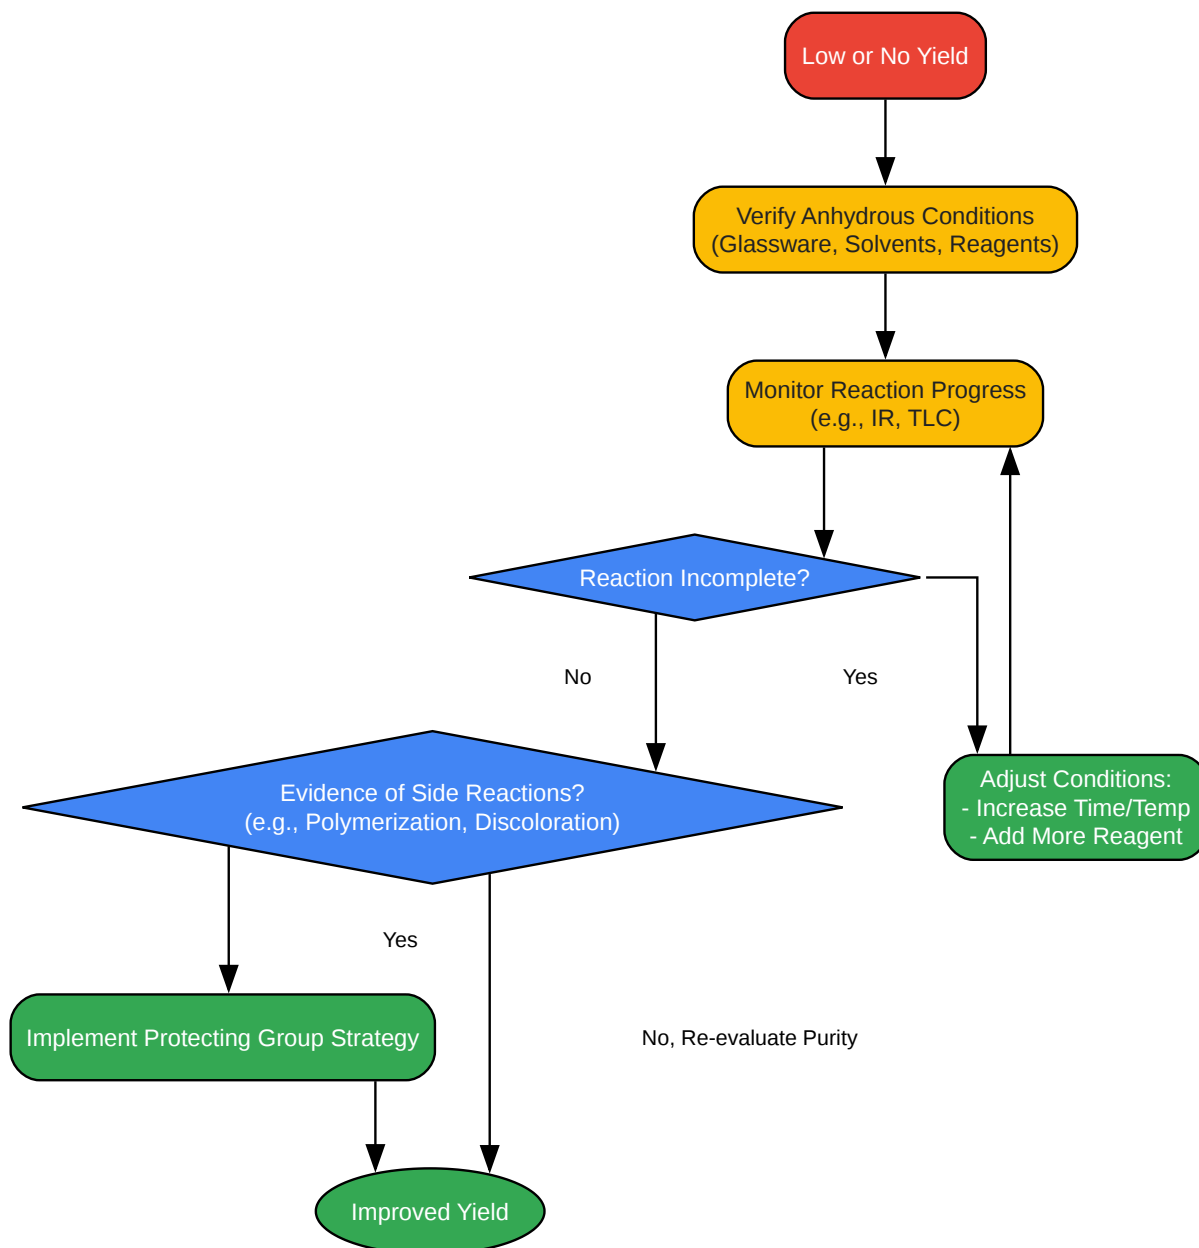 Low or No Yield
Verify Anhydrous Conditions
(Glassware, Solvents, Reagents)
Monitor Reaction Progress
(e.g., IR, TLC)
Reaction Incomplete?
No
Yes
Evidence of Side Reactions?
(e.g., Polymerization, Discoloration)
Adjust Conditions:
- Increase Time/Temp
- Add More Reagent
Yes
Implement Protecting Group Strategy
No, Re-evaluate Purity
Improved Yield